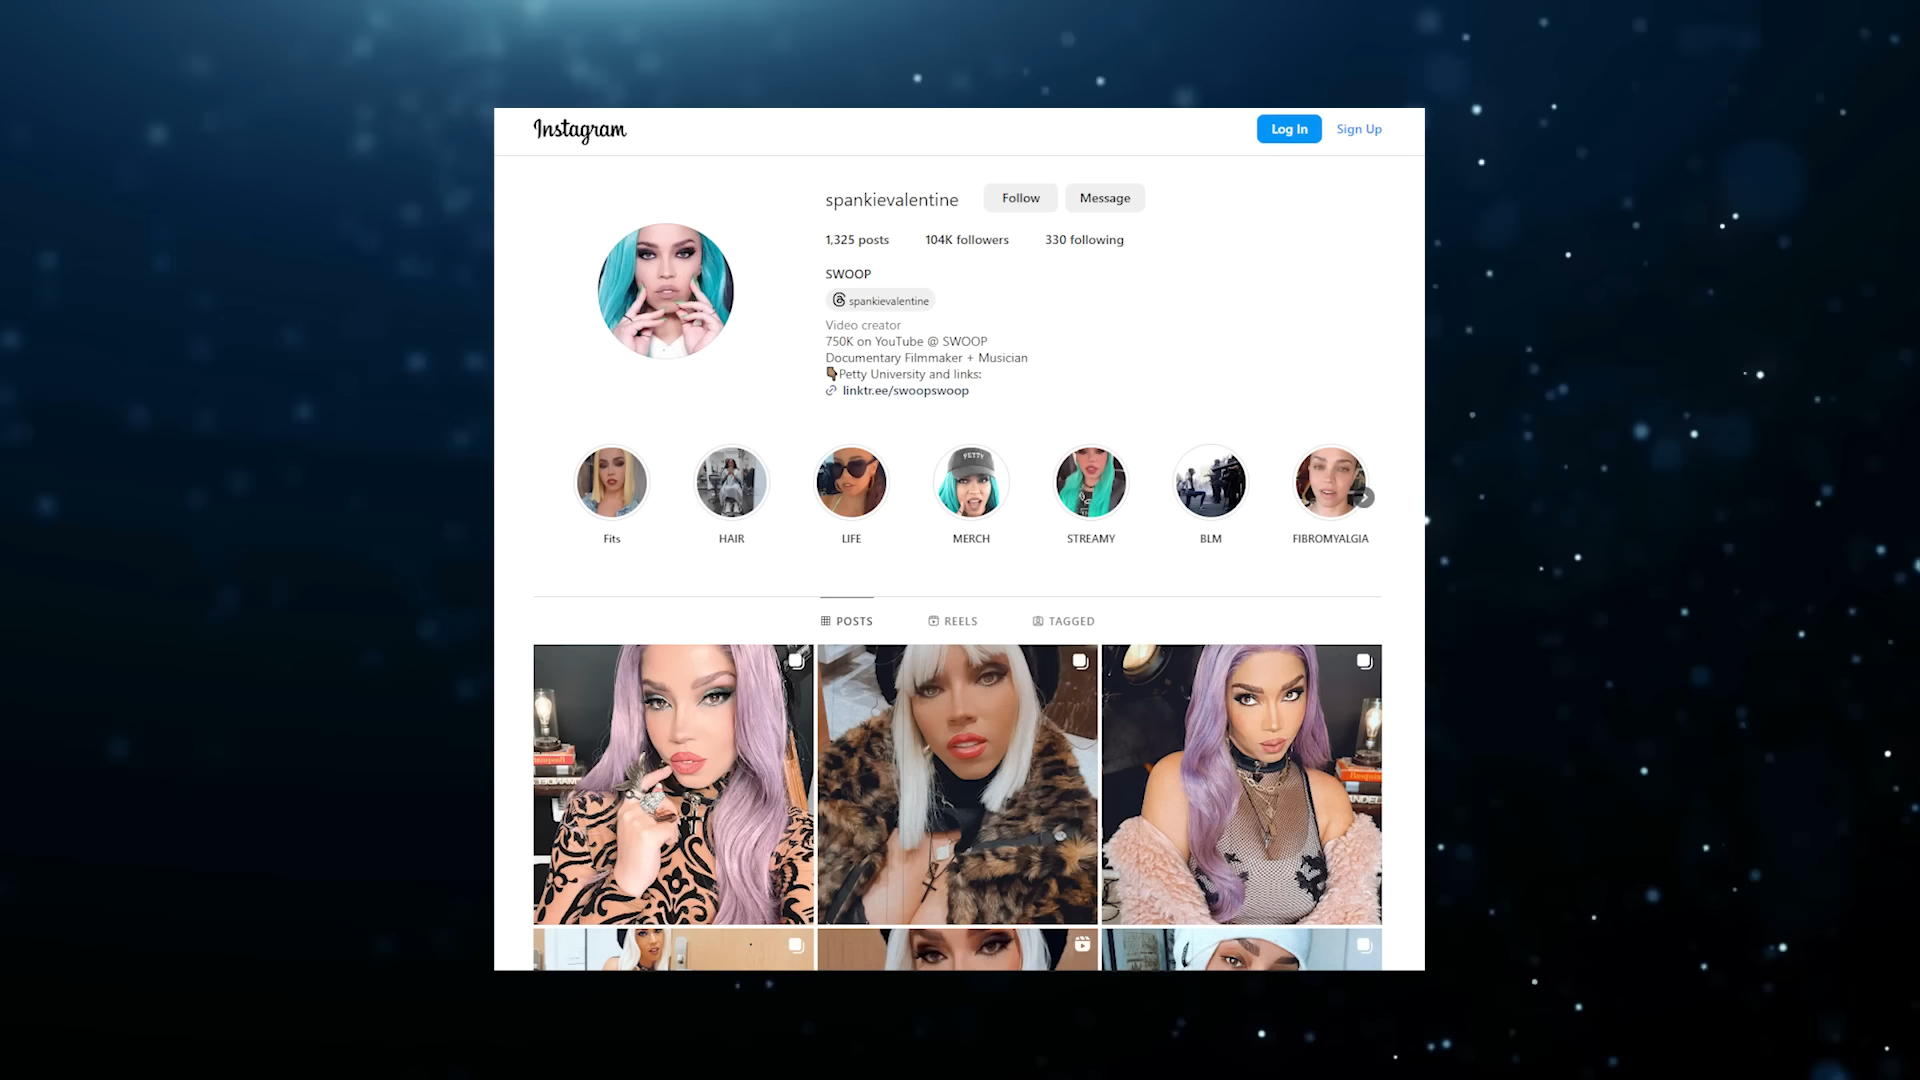 Instagram
Log In
Sign Up
spankievalentine
Follow
Message
1,325 posts
104K followers
330 following
SWOOP
spankievalentine
Video creator
750K on YouTube @ SWOOP
Documentary Filmmaker + Musician
Petty University and links:
linktr.ee/swoopswoop
PETTY
Fits
HAIR
LIFE
MERCH
STREAMY
BLM
FIBROMYALGIA
POSTS
REELS
TAGGED